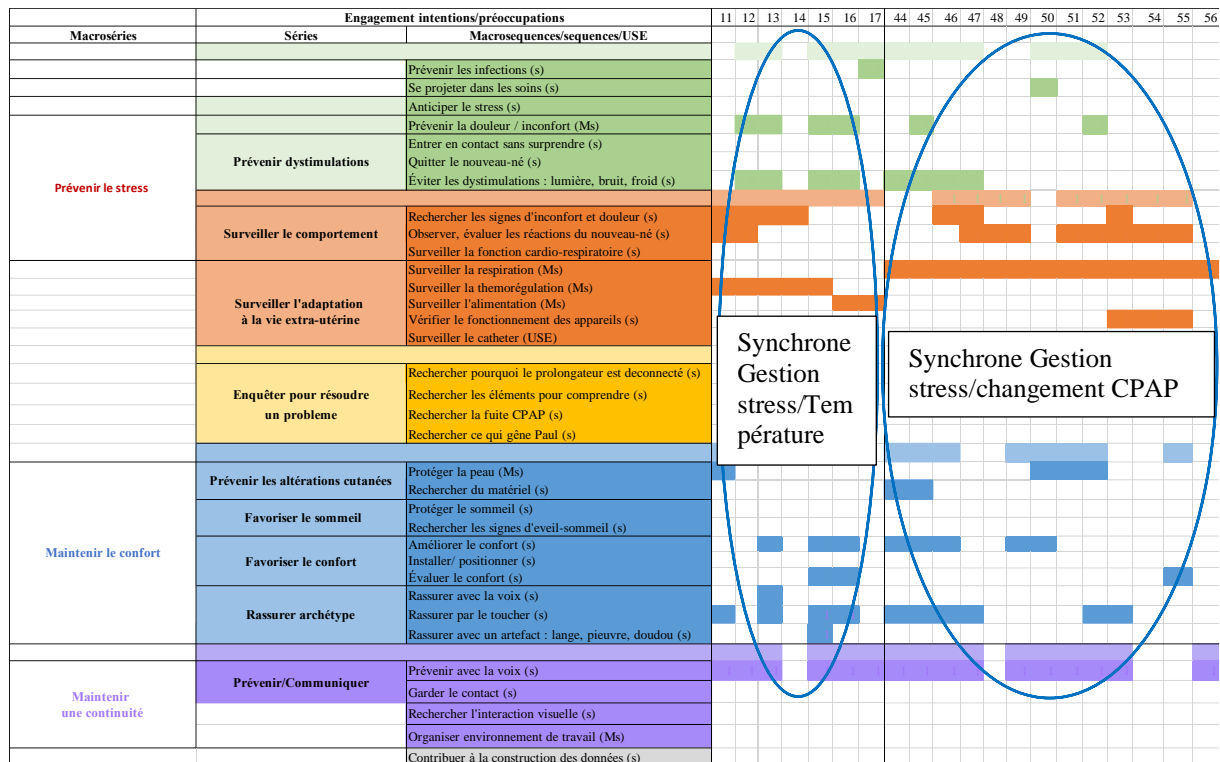 Engagement intentions/préoccupations 11 12 13 14 15 16 17 44 45 46 47 48 49 50 51 52 53 54 55 56
Macroséries Séries Macrosequences/sequences/USE
Prévenir les infections (s)
Se projeter dans les soins (s)
Anticiper le stress (s)
Prévenir la douleur / inconfort (Ms)
Entrer en contact sans surprendre (s)
Prévenir dystimulations
Quitter le nouveau-né (s)
Éviter les dystimulations : lumière, bruit, froid (s)
Prévenir le stress
Rechercher les signes d'inconfort et douleur (s)
Surveiller le comportement Observer, évaluer les réactions du nouveau-né (s)
Surveiller la fonction cardio-respiratoire (s)
Surveiller la respiration (Ms)
Surveiller la themorégulation (Ms)
Surveiller l'adaptation
à la vie extra-utérine
Surveiller l'alimentation (Ms)
Vérifier le fonctionnement des appareils (s)
Surveiller le catheter (USE)
Synchrone
Gestion
stress/Tem
pérature
Synchrone Gestion
stress/changement CPAP
Rechercher pourquoi le prolongateur est deconnecté (s)
Enquêter pour résoudre
un probleme
Rechercher les éléments pour comprendre (s)
Rechercher la fuite CPAP (s)
Rechercher ce qui gêne Paul (s)
Prévenir les altérations cutanées
Protéger la peau (Ms)
Rechercher du matériel (s)
Favoriser le sommeil
Protéger le sommeil (s)
Rechercher les signes d'eveil-sommeil (s)
Maintenir le confort
Favoriser le confort
Améliorer le confort (s)
Installer/ positionner (s)
Évaluer le confort (s)
Rassurer archétype
Rassurer avec la voix (s)
Rassurer par le toucher (s)
Rassurer avec un artefact : lange, pieuvre, doudou (s)
Prévenir/Communiquer
Prévenir avec la voix (s)
Garder le contact (s)
Maintenir
une continuité
Rechercher l'interaction visuelle (s)
Organiser environnement de travail (Ms)
Contribuer à la construction des données (s)